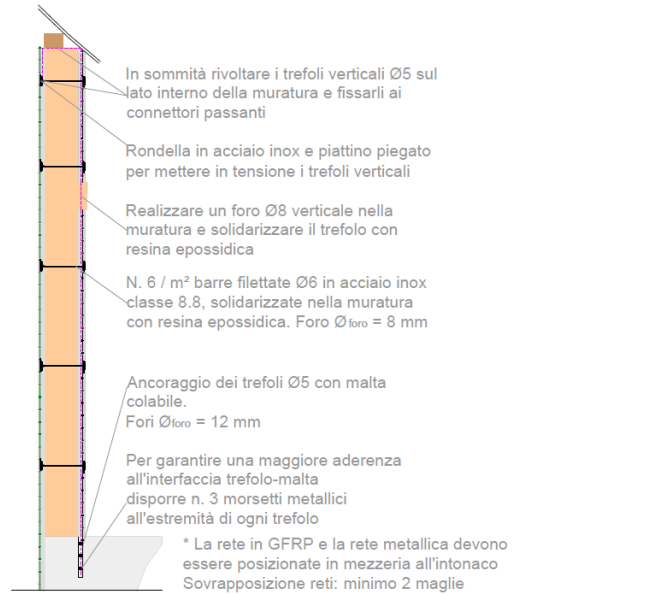 In sommità rivoltare i trefoli verticali Ø5 sul
lato interno della muratura e fissarli ai
connettori passanti
Rondella in acciaio inox e piattino piegato
per mettere in tensione i trefoli verticali
Realizzare un foro Ø8 verticale nella
muratura e solidarizzare il trefolo con
resina epossidica
N. 6 / m² barre filettate Ø6 in acciaio inox
classe 8.8, solidarizzate nella muratura
con resina epossidica. Foro Ø foro = 8 mm
Ancoraggio dei trefoli Ø5 con malta
colabile.
Fori Øforo = 12 mm
Per garantire una maggiore aderenza
all'interfaccia trefolo-malta
disporre n. 3 morsetti metallici
all'estremità di ogni trefolo
* La rete in GFRP e la rete metallica devono
essere posizionate in mezzeria all'intonaco
Sovrapposizione reti: minimo 2 maglie